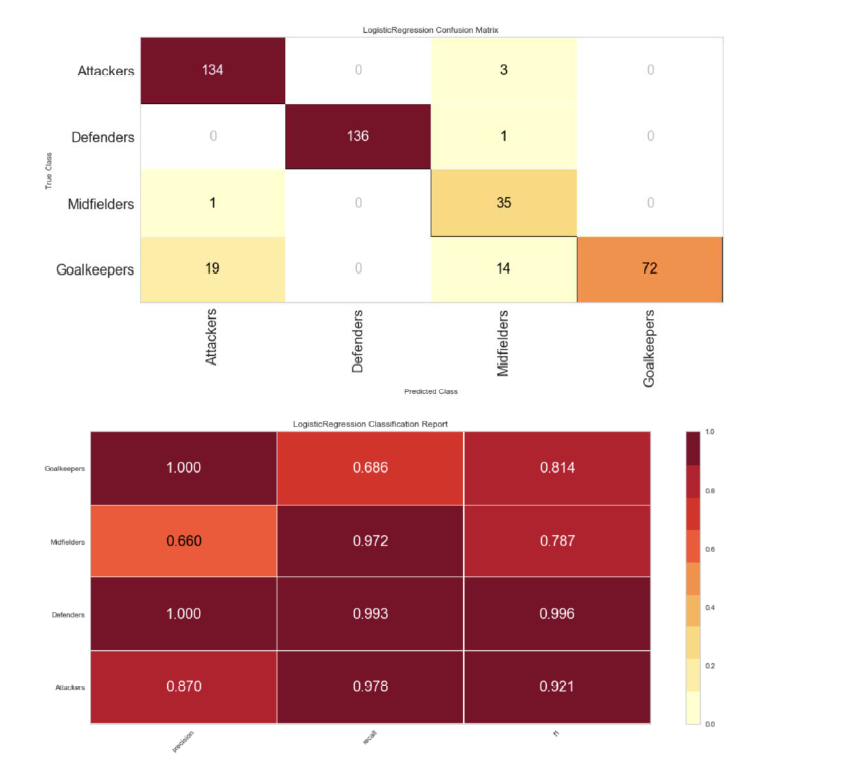 LogisticRegression Confusion Matrix
True Class
Attackers 134 0 3 0
Defenders 0 136 1 0
Midfielders 1 0 35 0
Goalkeepers 19 0 14 72
Attackers Defenders Midfielders Goalkeepers
Predicted Class
LogisticRegression Classification Report
Goalkeepers 1.000 0.686 0.814
Midfielders 0.660 0.972 0.787
Defenders 1.000 0.993 0.996
Attackers 0.870 0.978 0.921
precision recall f1
1.0
0.8
0.6
0.4
0.2
0.0